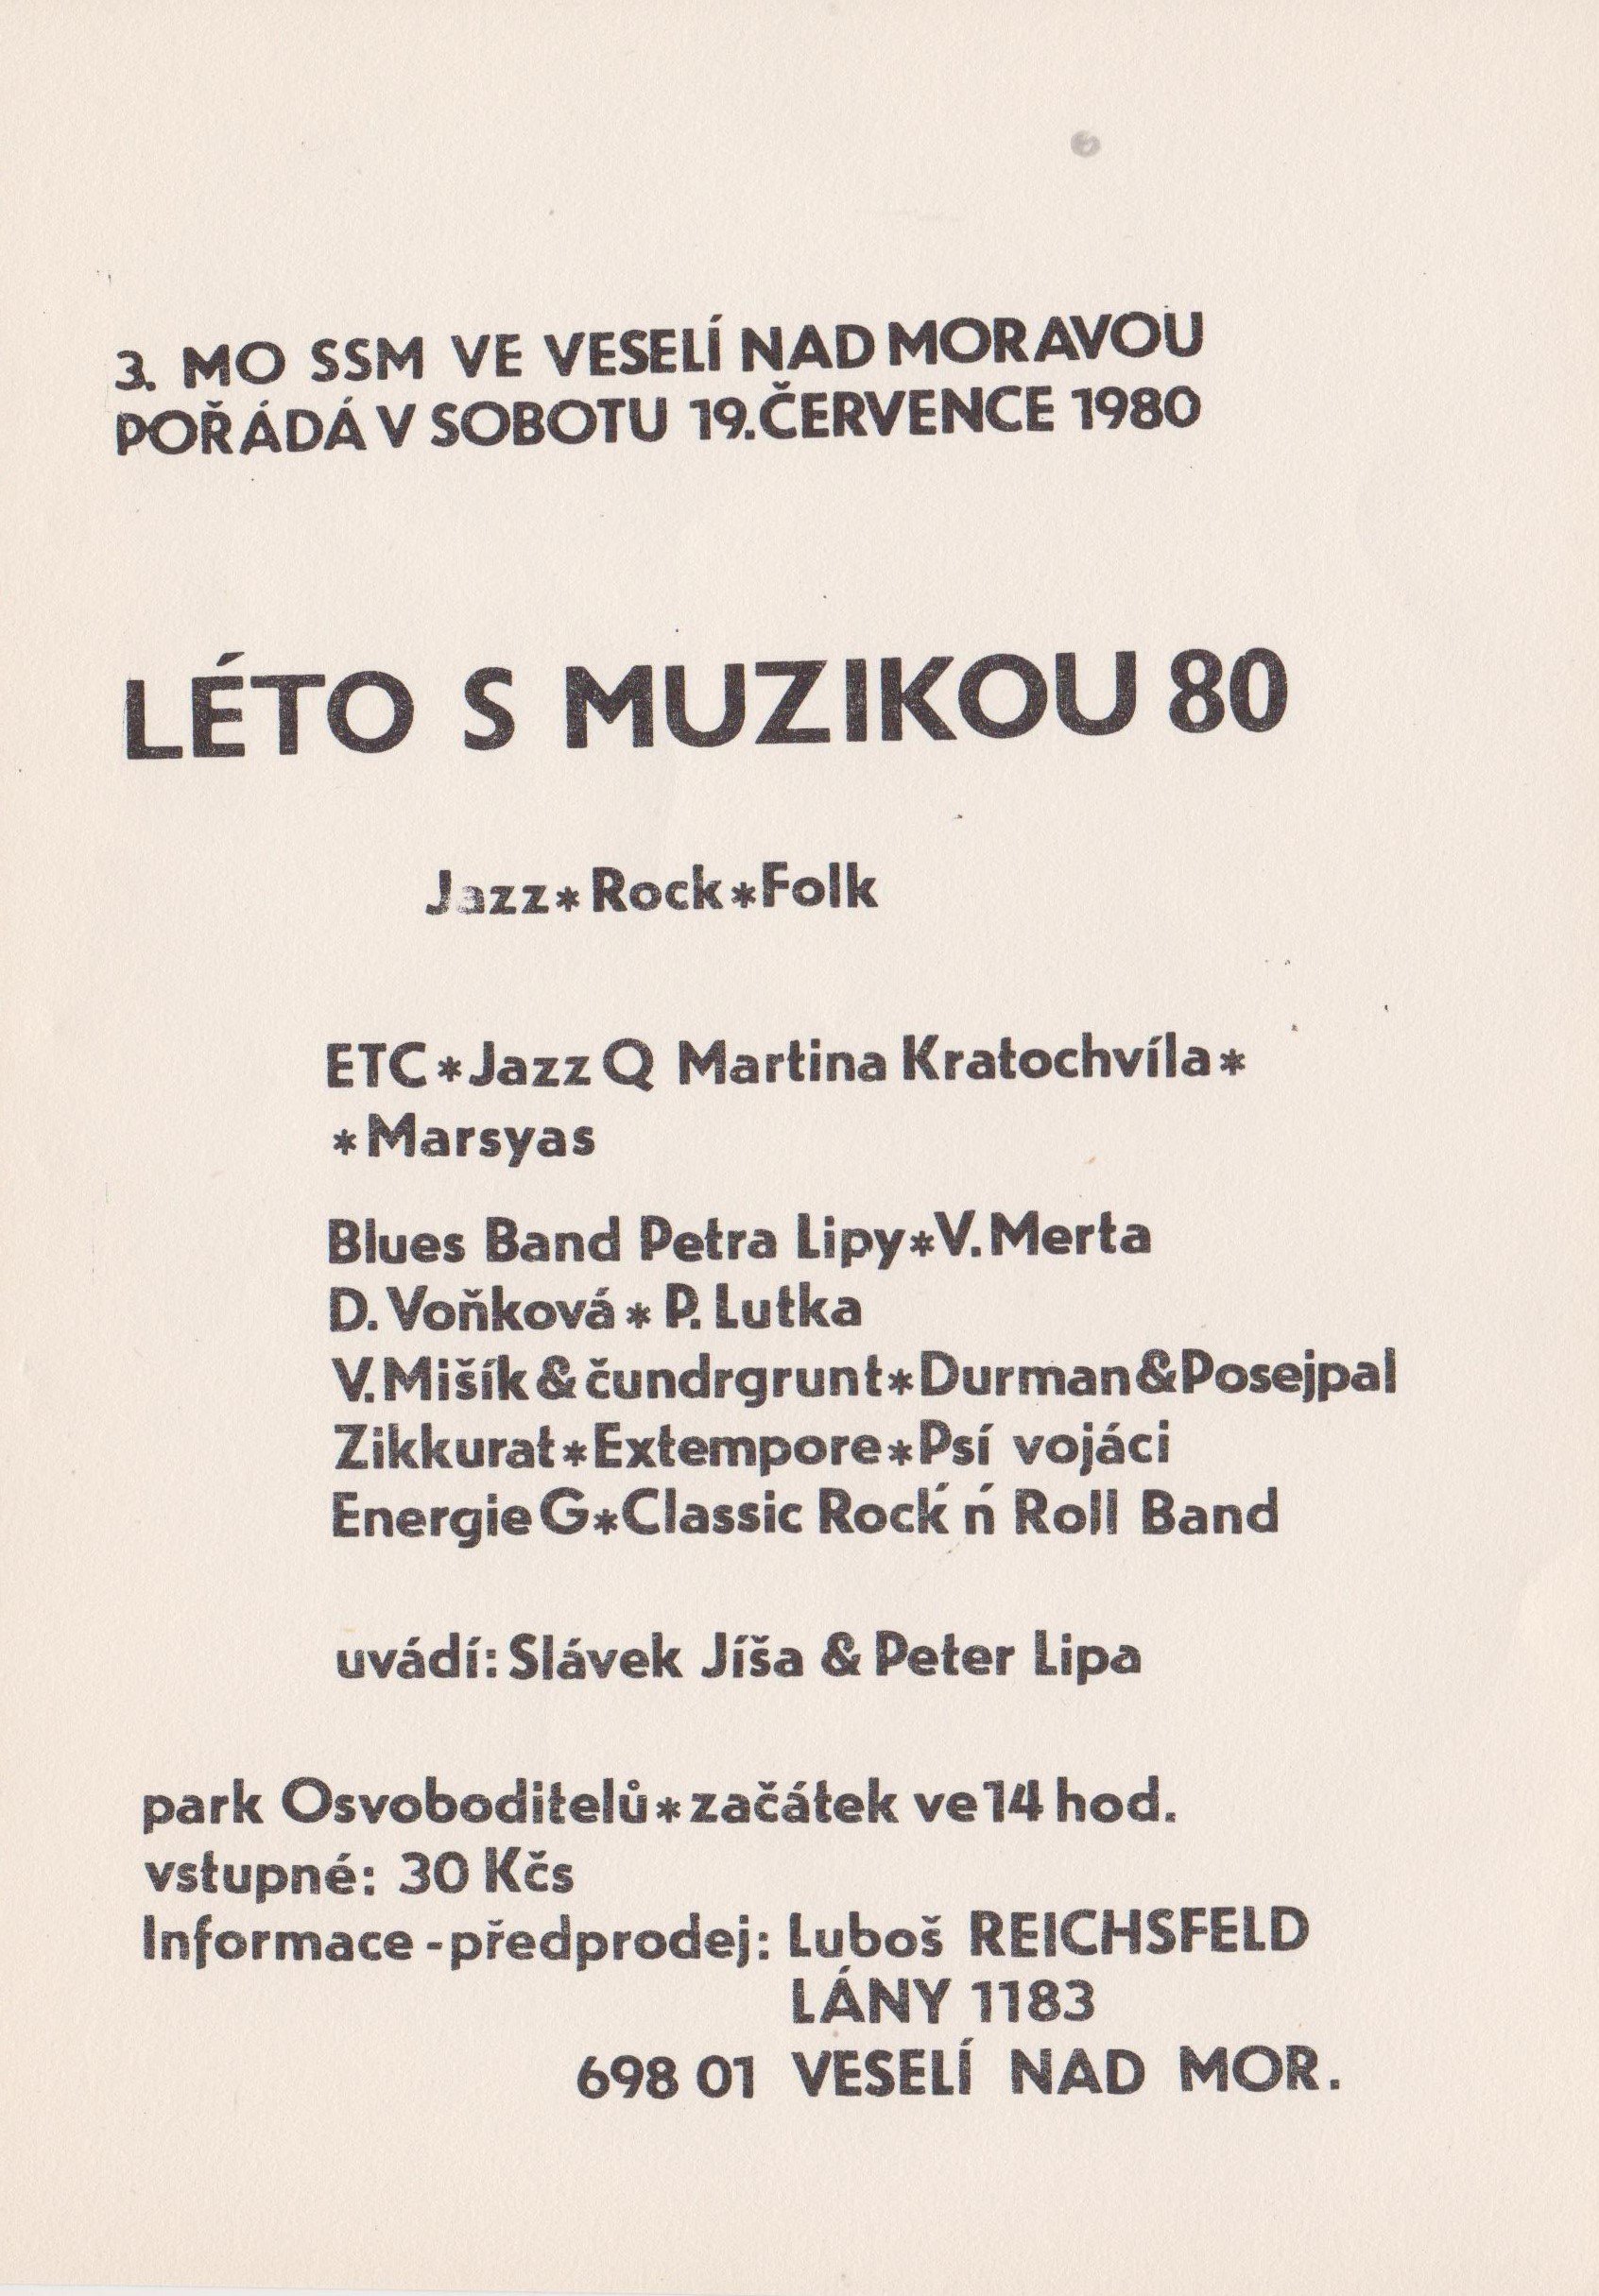 3. MO SSM VE VESELÍ NAD MORAVOU
POŘÁDÁ V SOBOTU 19. ČERVENCE 1980
LÉTO S MUZIKOU 80
Jazz*Rock*Folk
ETC*Jazz Q Martina Kratochvíla*
*Marsyas
Blues Band Petra Lipy*V. Merta
D. Voňková*P. Lutka
V. Mišík & čundrgrunt*Durman&Posejpal
Zikkurat*Extempore*Psí vojáci
Energie G*Classic Rock´n´ Roll Band
uvádí: Slávek Jíša & Peter Lipa
park Osvoboditelů*začátek ve 14 hod.
vstupné: 30 Kčs
Informace - předprodej: Luboš REICHSFELD
LÁNY 1183
698 01 VESELÍ NAD MOR.